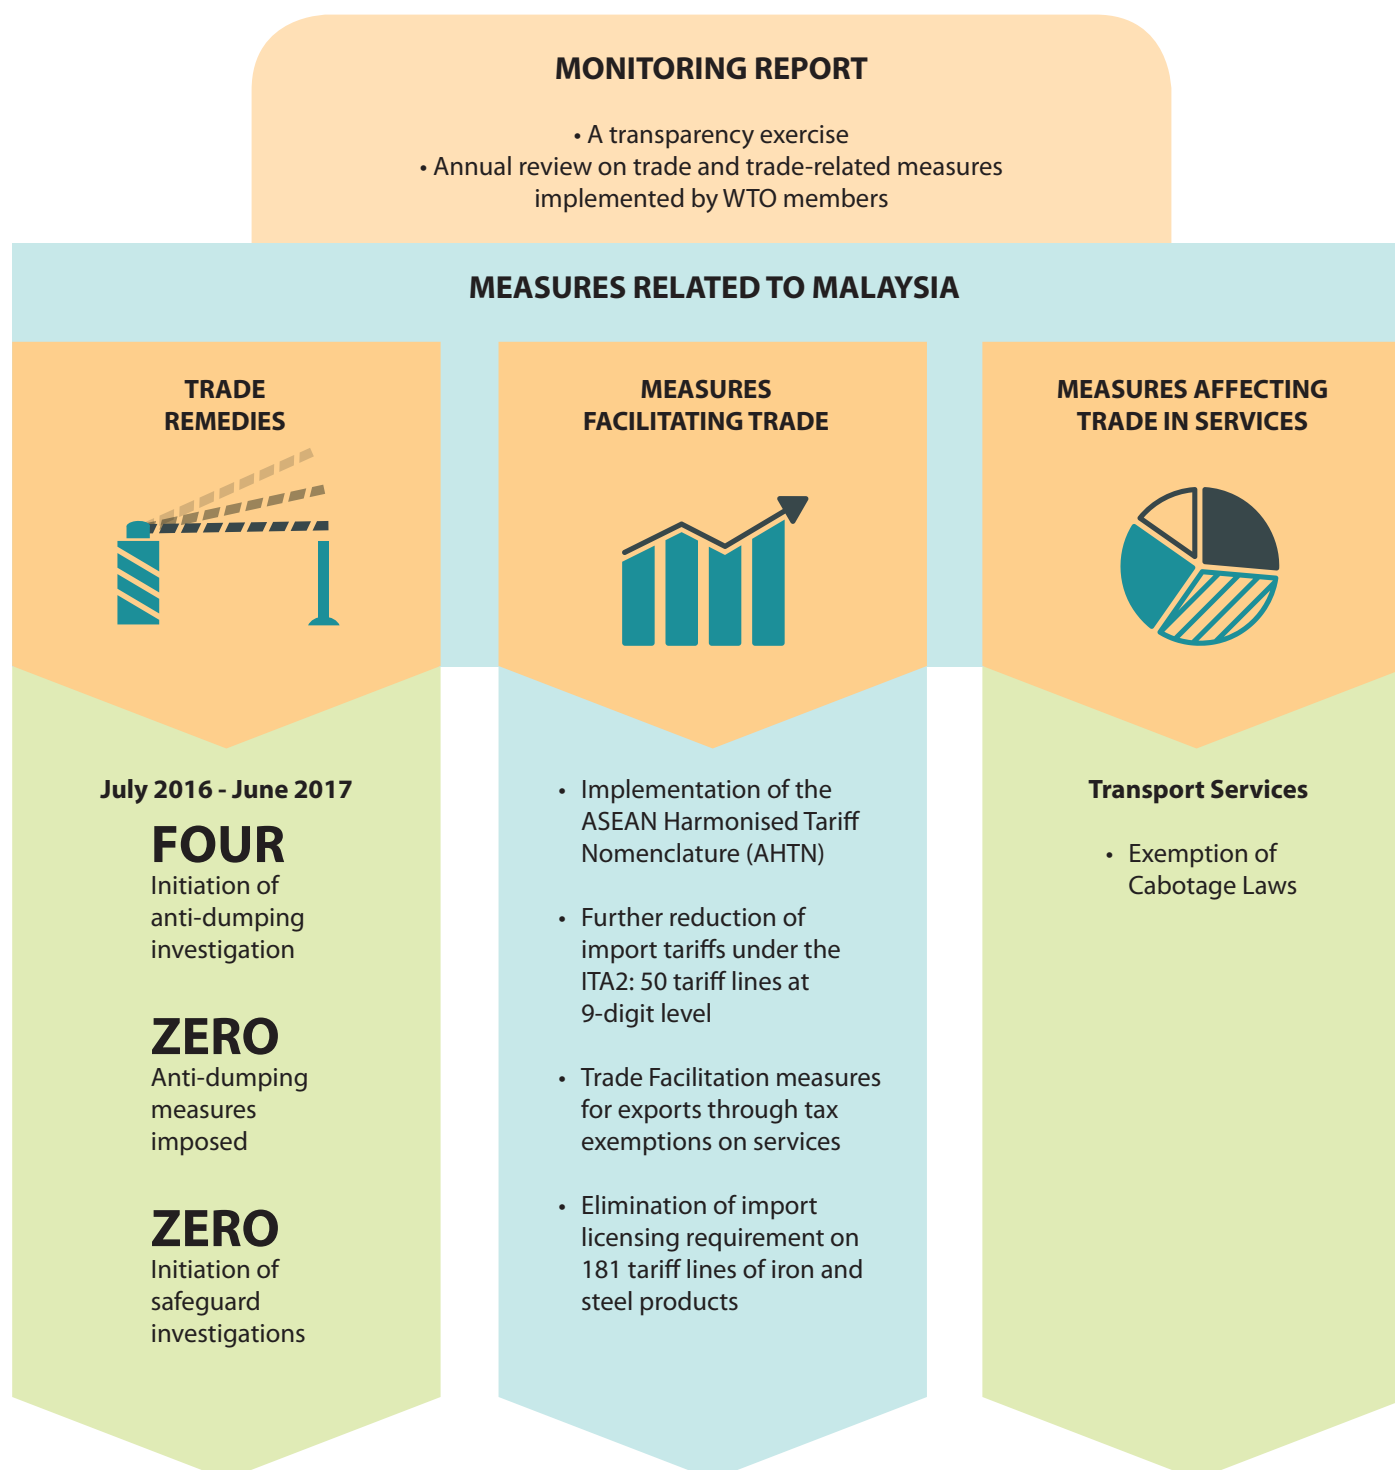 MONITORING REPORT
• A transparency exercise
• Annual review on trade and trade-related measures
implemented by WTO members
MEASURES RELATED TO MALAYSIA
TRADE
REMEDIES
July 2016 - June 2017
FOUR
Initiation of
anti-dumping
investigation
ZERO
Anti-dumping
measures
imposed
ZERO
Initiation of
safeguard
investigations
MEASURES
FACILITATING TRADE
• Implementation of the
ASEAN Harmonised Tariff
Nomenclature (AHTN)
• Further reduction of
import tariffs under the
ITA2: 50 tariff lines at
9-digit level
• Trade Facilitation measures
for exports through tax
exemptions on services
• Elimination of import
licensing requirement on
181 tariff lines of iron and
steel products
MEASURES AFFECTING
TRADE IN SERVICES
Transport Services
• Exemption of
Cabotage Laws